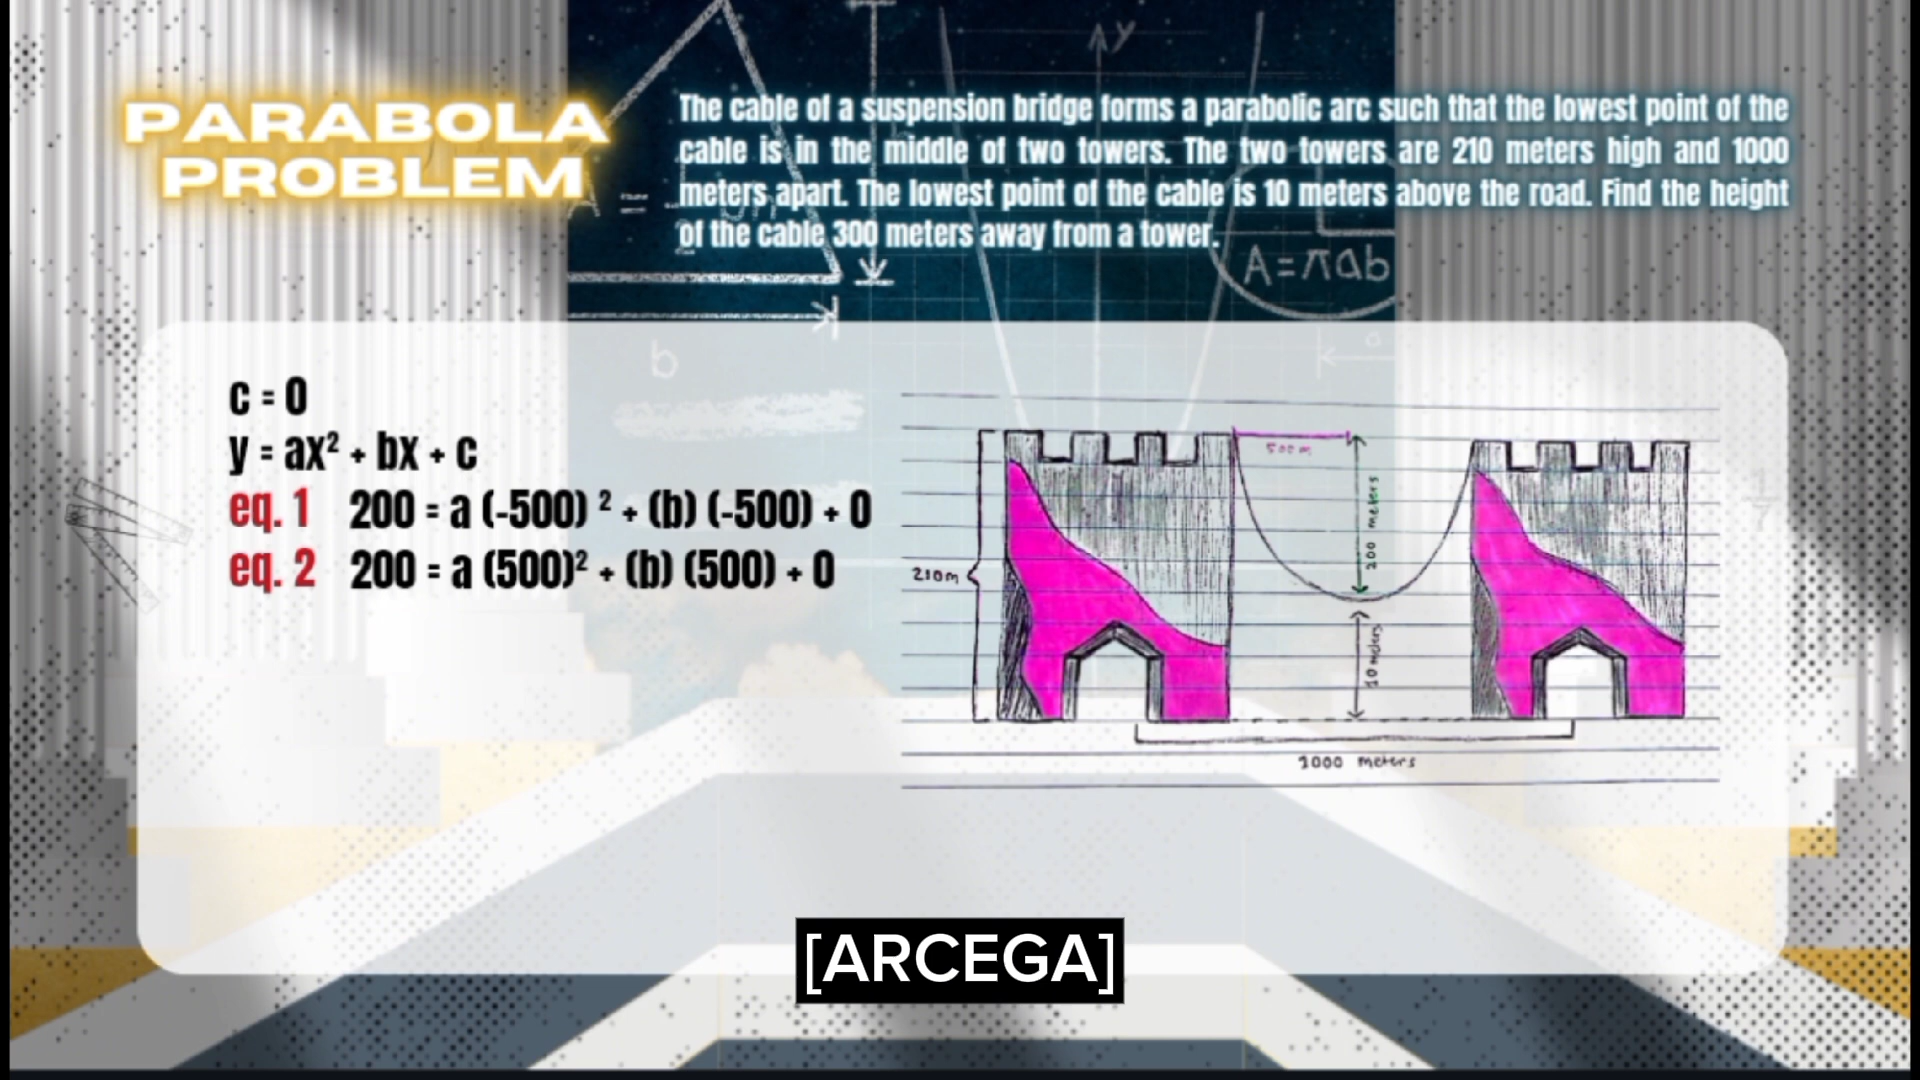 PARABOLA
PROBLEM
The cable of a suspension bridge forms a parabolic arc such that the lowest point of the
cable is in the middle of two towers. The two towers are 210 meters high and 1000
meters apart. The lowest point of the cable is 10 meters above the road. Find the height
of the cable 300 meters away from a tower.
y
A=πab
b
a
c = 0
y = ax² + bx + c
eq. 1 200 = a (-500) ² + (b) (-500) + 0
eq. 2 200 = a (500)² + (b) (500) + 0
500m
200 meters
210m
10 meters
1000 meters
[ARCEGA]